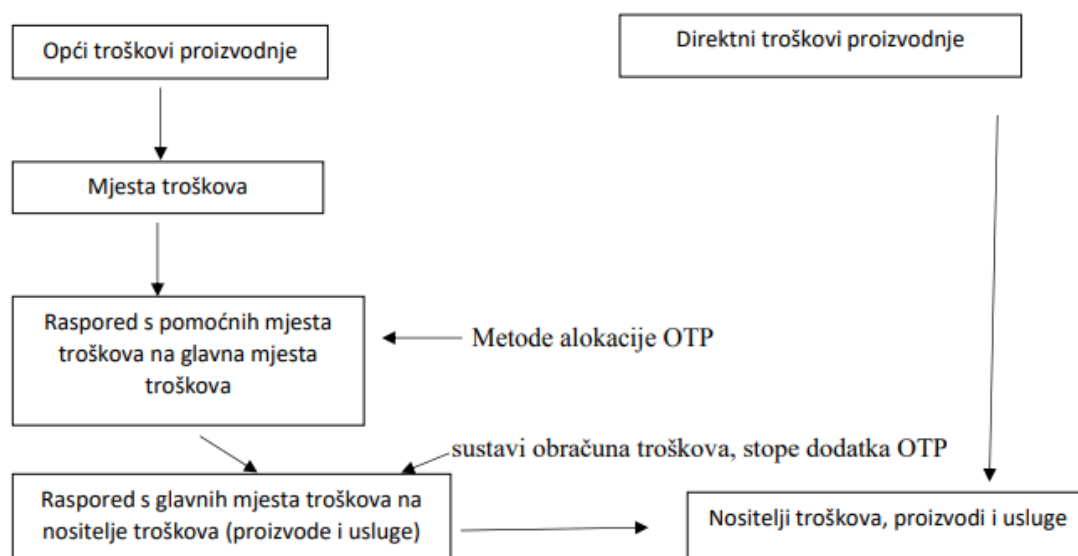 Opći troškovi proizvodnje
Direktni troškovi proizvodnje
Mjesta troškova
Raspored s pomoćnih mjesta
troškova na glavna mjesta
troškova
Metode alokacije OTP
sustavi obračuna troškova, stope dodatka OTP
Raspored s glavnih mjesta troškova na
nositelje troškova (proizvode i usluge)
Nositelji troškova, proizvodi i usluge